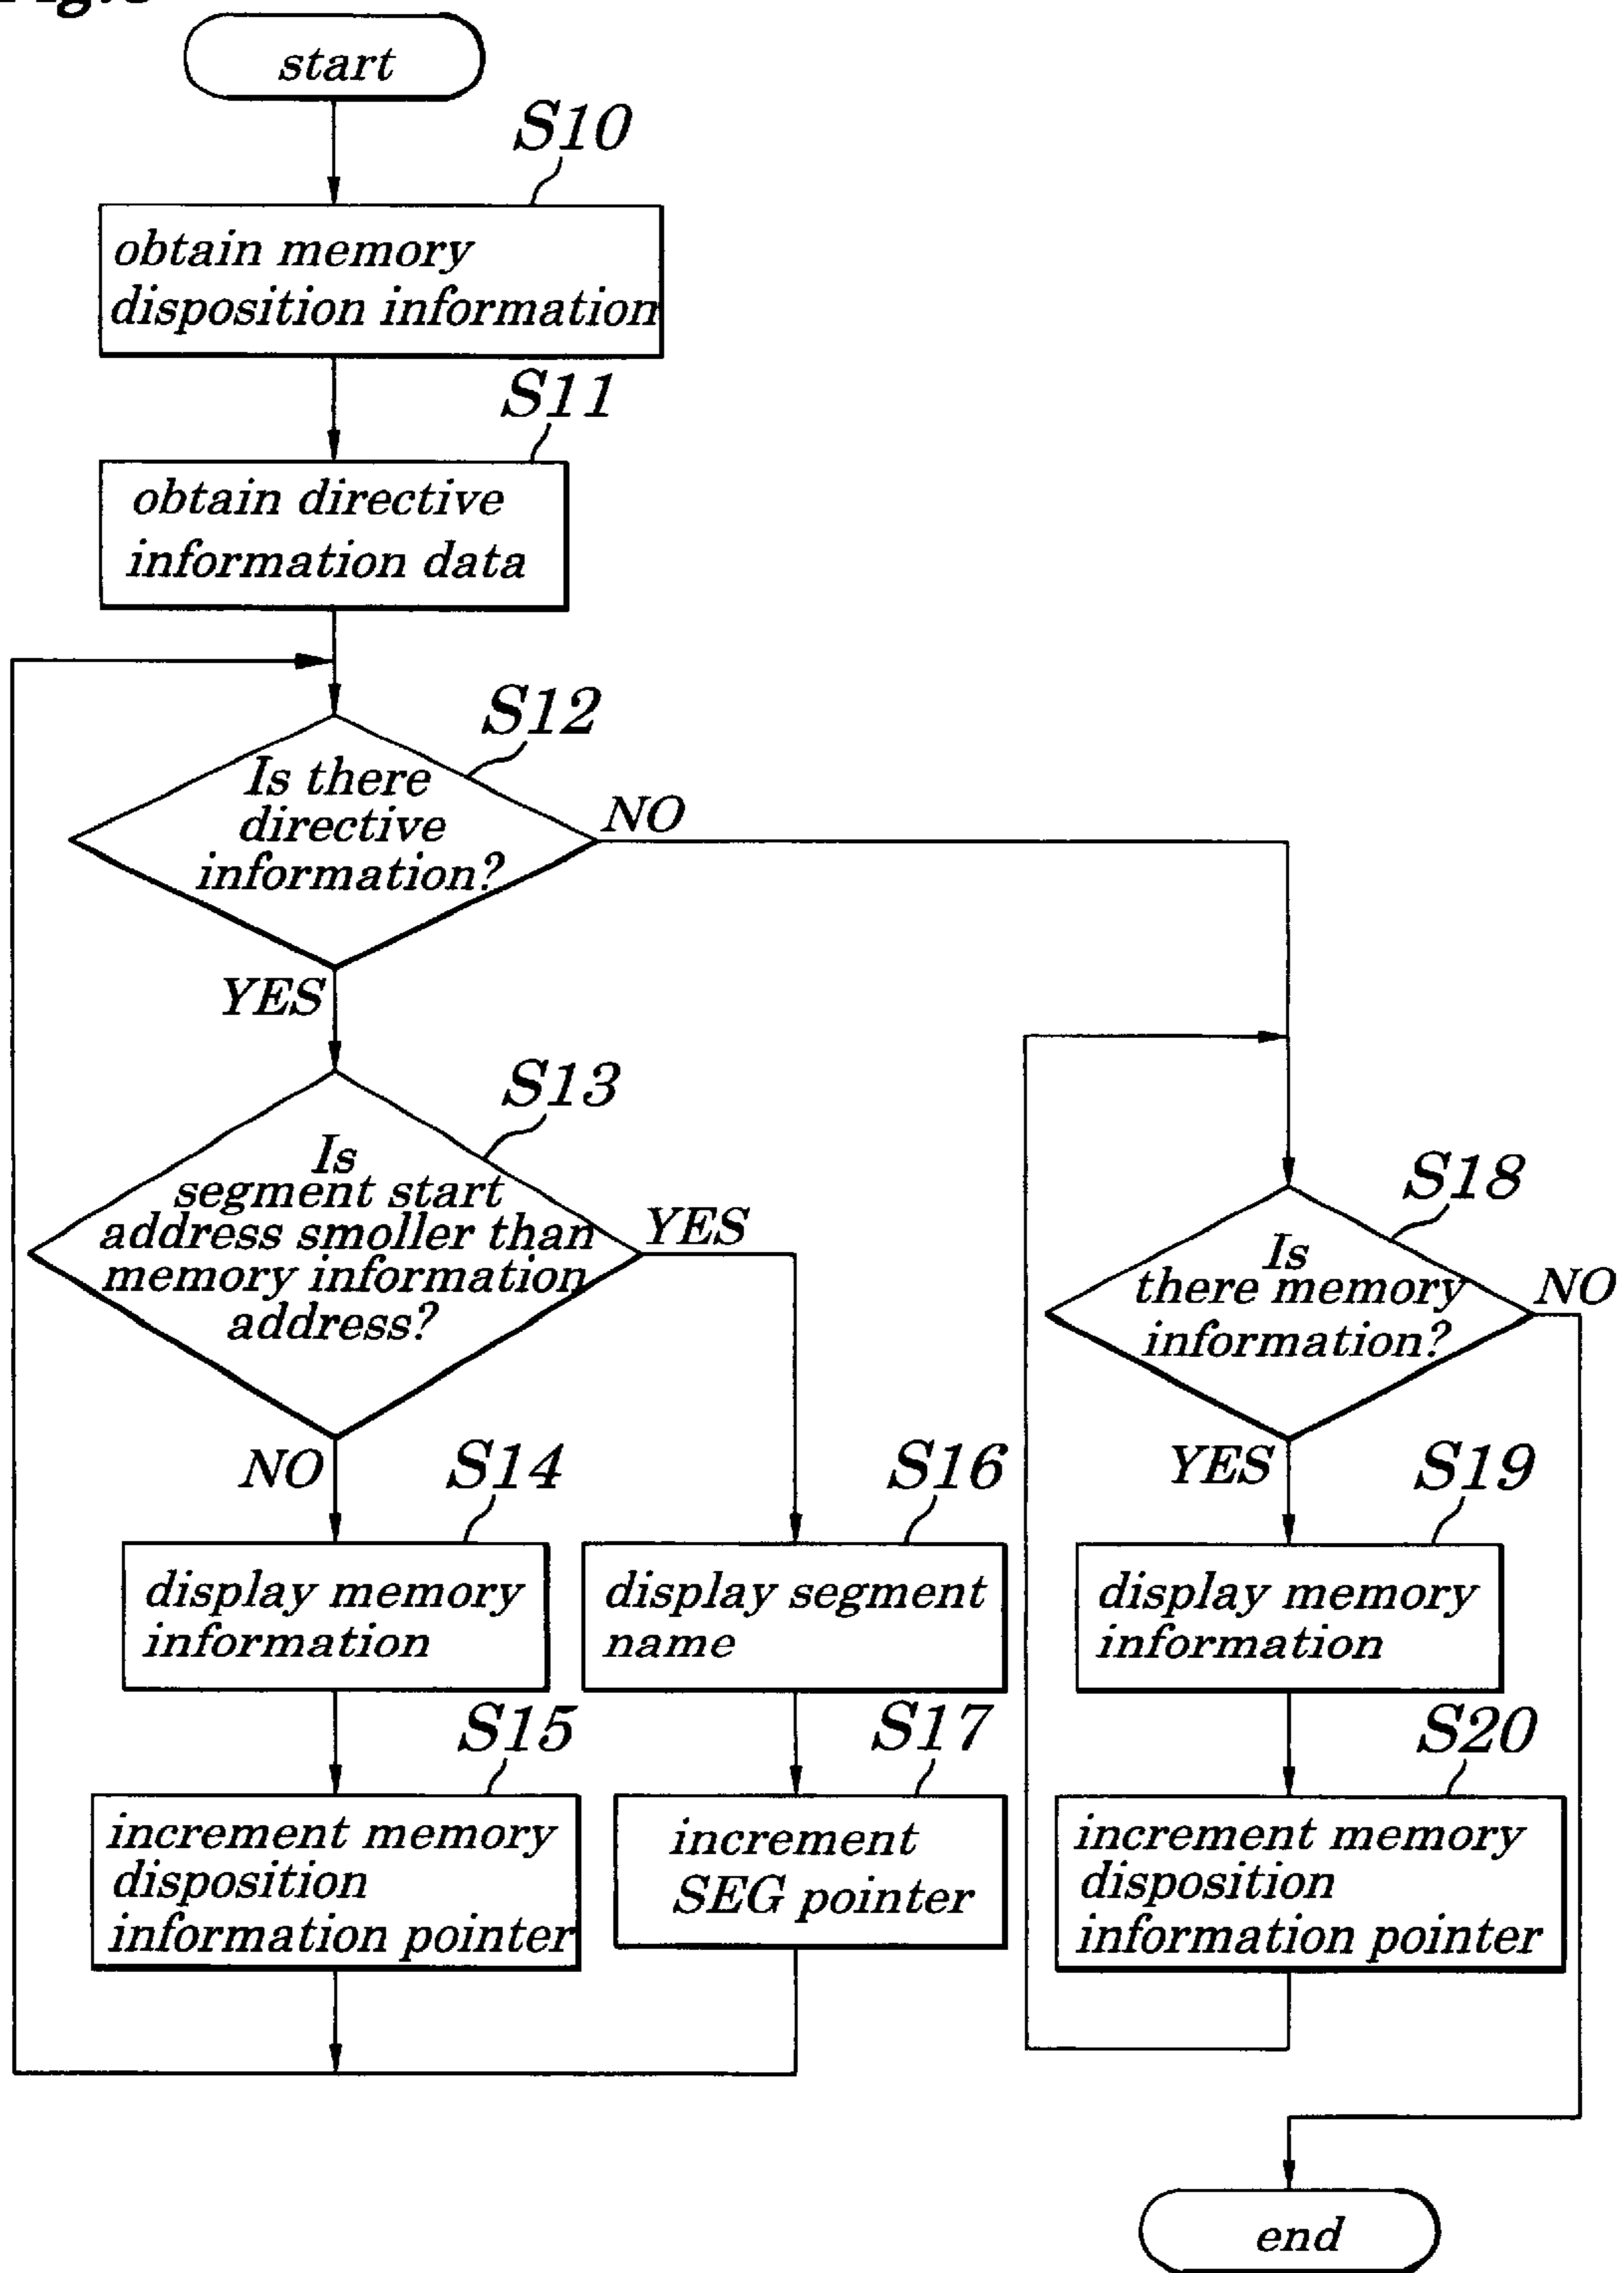 start
S10
obtain memory
disposition information
S11
obtain directive
information data
S12
Is there
directive
information?
NO
YES
S13
Is
segment start
address smoller than
memory information
address?
YES
NO
S14
display memory
information
S15
increment memory
disposition
information pointer
S16
display segment
name
S17
increment
SEG pointer
S18
Is
there memory
information?
NO
YES
S19
display memory
information
S20
increment memory
disposition
information pointer
end